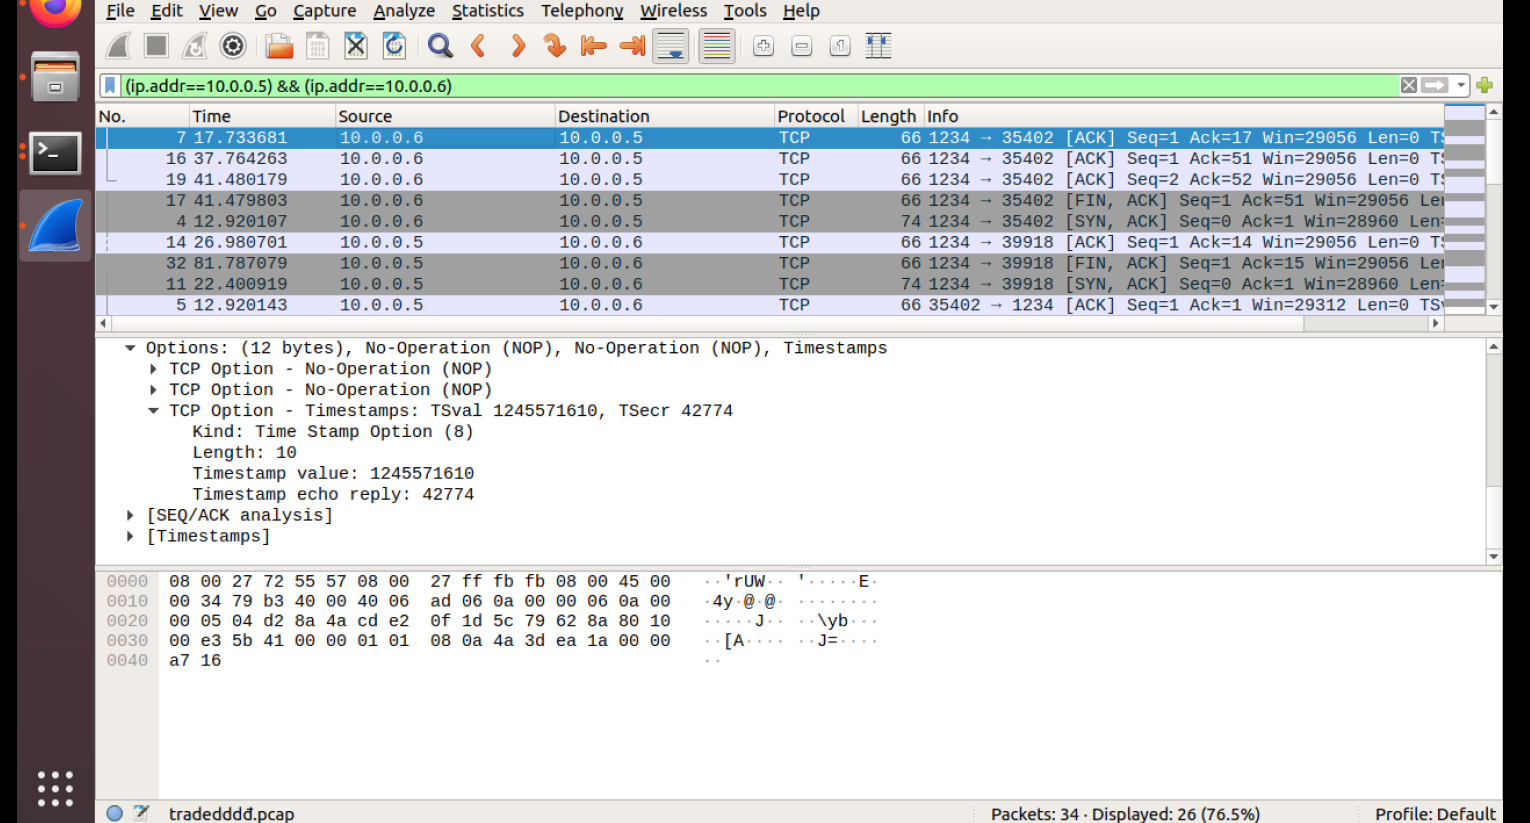 File Edit View Go Capture Analyze Statistics Telephony Wireless Tools Help
(ip.addr==10.0.0.5) && (ip.addr==10.0.0.6)
No. Time Source Destination Protocol Length Info
7 17.733681 10.0.0.6 10.0.0.5 TCP 66 1234 → 35402 [ACK] Seq=1 Ack=17 Win=29056 Len=0 TS
16 37.764263 10.0.0.6 10.0.0.5 TCP 66 1234 → 35402 [ACK] Seq=1 Ack=51 Win=29056 Len=0 TS
19 41.480179 10.0.0.6 10.0.0.5 TCP 66 1234 → 35402 [ACK] Seq=2 Ack=52 Win=29056 Len=0 TS
17 41.479803 10.0.0.6 10.0.0.5 TCP 66 1234 → 35402 [FIN, ACK] Seq=1 Ack=51 Win=29056 Len
4 12.920107 10.0.0.6 10.0.0.5 TCP 74 1234 → 35402 [SYN, ACK] Seq=0 Ack=1 Win=28960 Len=
14 26.980701 10.0.0.5 10.0.0.6 TCP 66 1234 → 39918 [ACK] Seq=1 Ack=14 Win=29056 Len=0 TS
32 81.787079 10.0.0.5 10.0.0.6 TCP 66 1234 → 39918 [FIN, ACK] Seq=1 Ack=15 Win=29056 Len
11 22.400919 10.0.0.5 10.0.0.6 TCP 74 1234 → 39918 [SYN, ACK] Seq=0 Ack=1 Win=28960 Len=
5 12.920143 10.0.0.5 10.0.0.6 TCP 66 35402 → 1234 [ACK] Seq=1 Ack=1 Win=29312 Len=0 TSv
Options: (12 bytes), No-Operation (NOP), No-Operation (NOP), Timestamps
TCP Option - No-Operation (NOP)
TCP Option - No-Operation (NOP)
TCP Option - Timestamps: TSval 1245571610, TSecr 42774
Kind: Time Stamp Option (8)
Length: 10
Timestamp value: 1245571610
Timestamp echo reply: 42774
[SEQ/ACK analysis]
[Timestamps]
0000 08 00 27 72 55 57 08 00 27 ff fb fb 08 00 45 00 ··'rUW·· '·····E·
0010 00 34 79 b3 40 00 40 06 ad 06 0a 00 00 06 0a 00 ·4y·@·@· ········
0020 00 05 04 d2 8a 4a cd e2 0f 1d 5c 79 62 8a 80 10 ·····J·· ··\yb···
0030 00 e3 5b 41 00 00 01 01 08 0a 4a 3d ea 1a 00 00 ··[A···· ··J=····
0040 a7 16 ··
tradedddđ.pcap Packets: 34 · Displayed: 26 (76.5%) Profile: Default